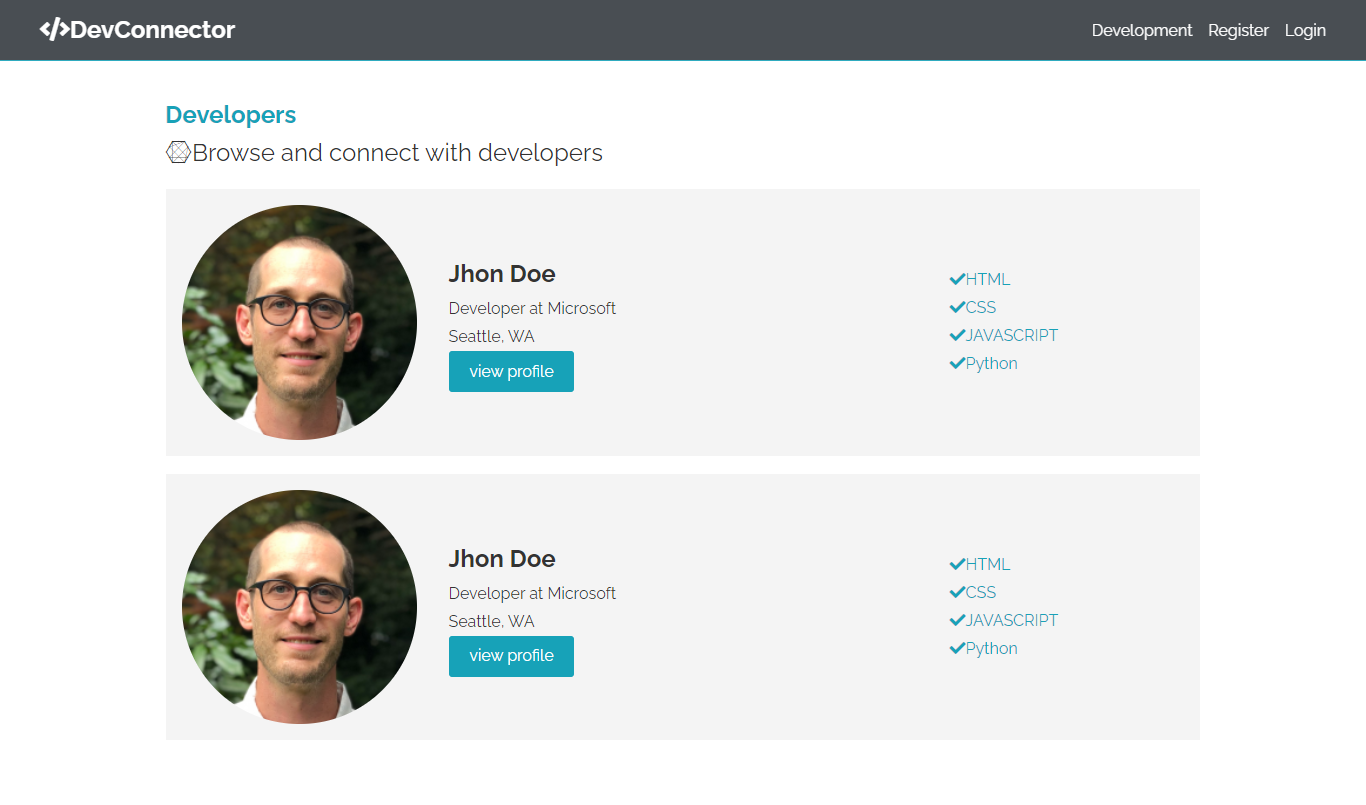 </>DevConnector
Development Register Login
Developers
Browse and connect with developers
Jhon Doe
Developer at Microsoft
Seattle, WA
view profile
HTML
CSS
JAVASCRIPT
Python
Jhon Doe
Developer at Microsoft
Seattle, WA
view profile
HTML
CSS
JAVASCRIPT
Python